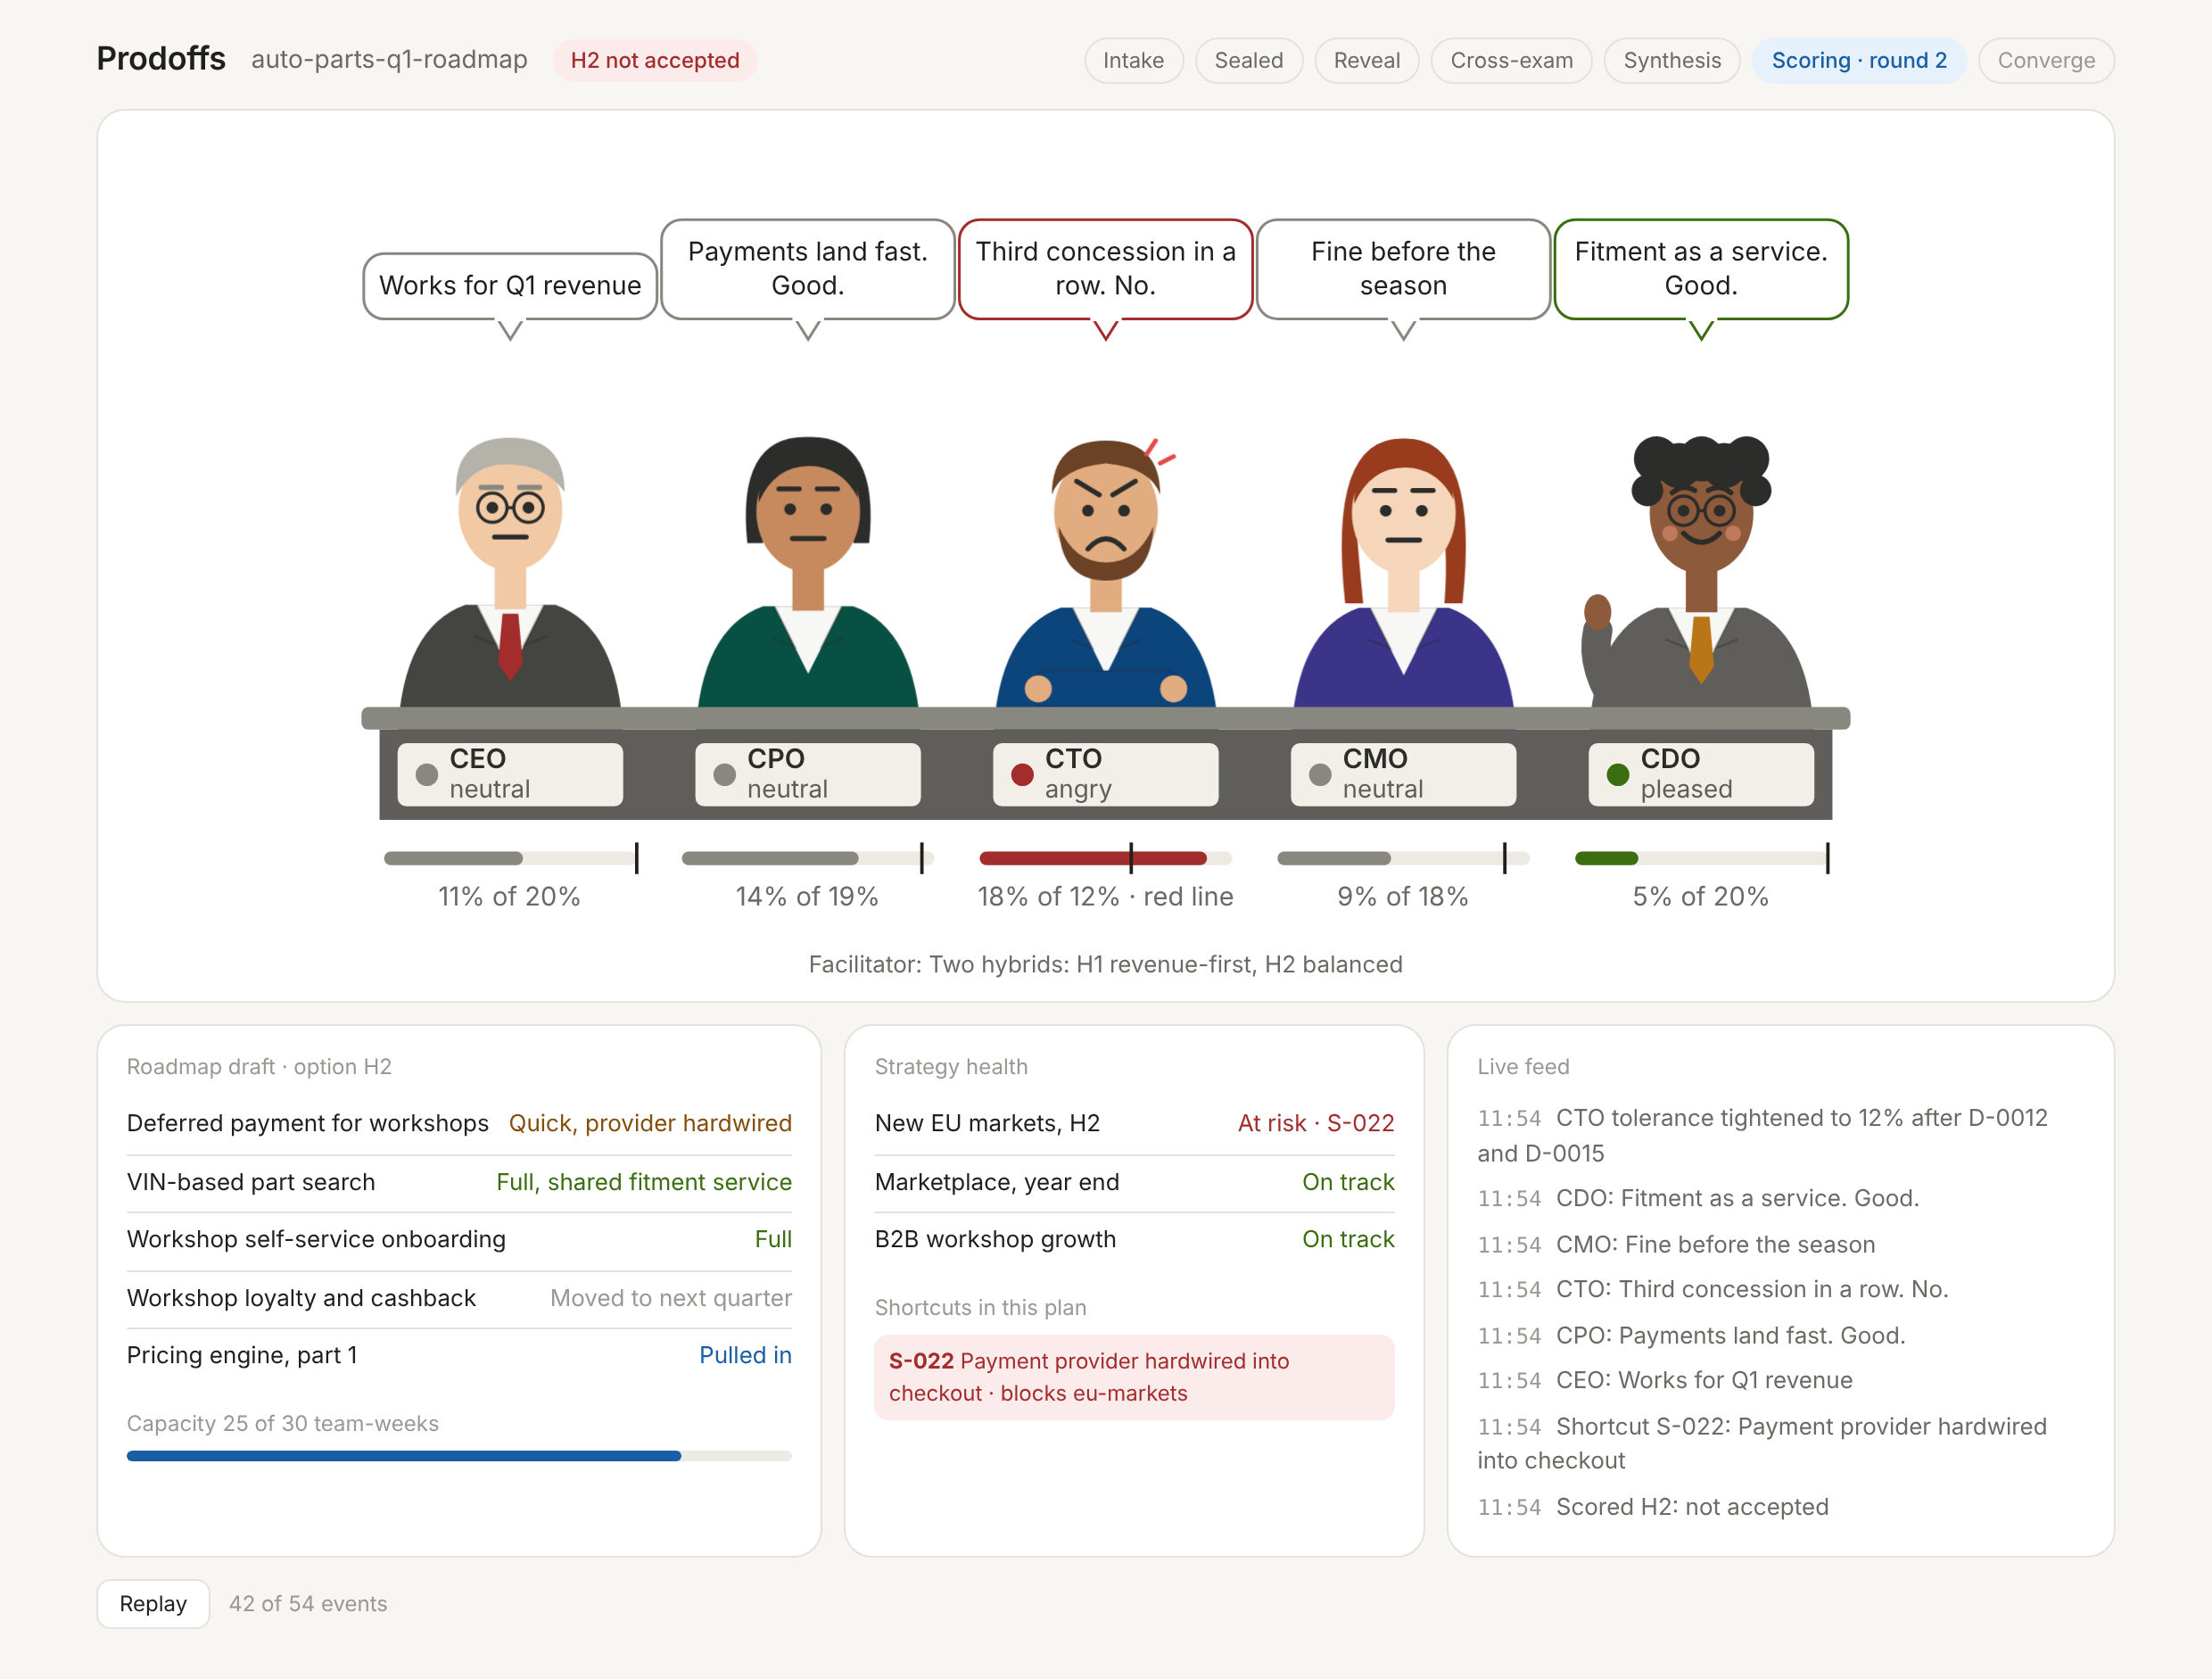 Prodoffs auto-parts-q1-roadmap H2 not accepted
Intake Sealed Reveal Cross-exam Synthesis Scoring · round 2 Converge
Works for Q1 revenue
Payments land fast.
Good.
Third concession in a
row. No.
Fine before the
season
Fitment as a service.
Good.
CEO
neutral
CPO
neutral
CTO
angry
CMO
neutral
CDO
pleased
11% of 20%
14% of 19%
18% of 12% · red line
9% of 18%
5% of 20%
Facilitator: Two hybrids: H1 revenue-first, H2 balanced
Roadmap draft · option H2
Deferred payment for workshops Quick, provider hardwired
VIN-based part search Full, shared fitment service
Workshop self-service onboarding Full
Workshop loyalty and cashback Moved to next quarter
Pricing engine, part 1 Pulled in
Capacity 25 of 30 team-weeks
Strategy health
New EU markets, H2 At risk · S-022
Marketplace, year end On track
B2B workshop growth On track
Shortcuts in this plan
S-022 Payment provider hardwired into
checkout · blocks eu-markets
Live feed
11:54 CTO tolerance tightened to 12% after D-0012
and D-0015
11:54 CDO: Fitment as a service. Good.
11:54 CMO: Fine before the season
11:54 CTO: Third concession in a row. No.
11:54 CPO: Payments land fast. Good.
11:54 CEO: Works for Q1 revenue
11:54 Shortcut S-022: Payment provider hardwired
into checkout
11:54 Scored H2: not accepted
Replay 42 of 54 events